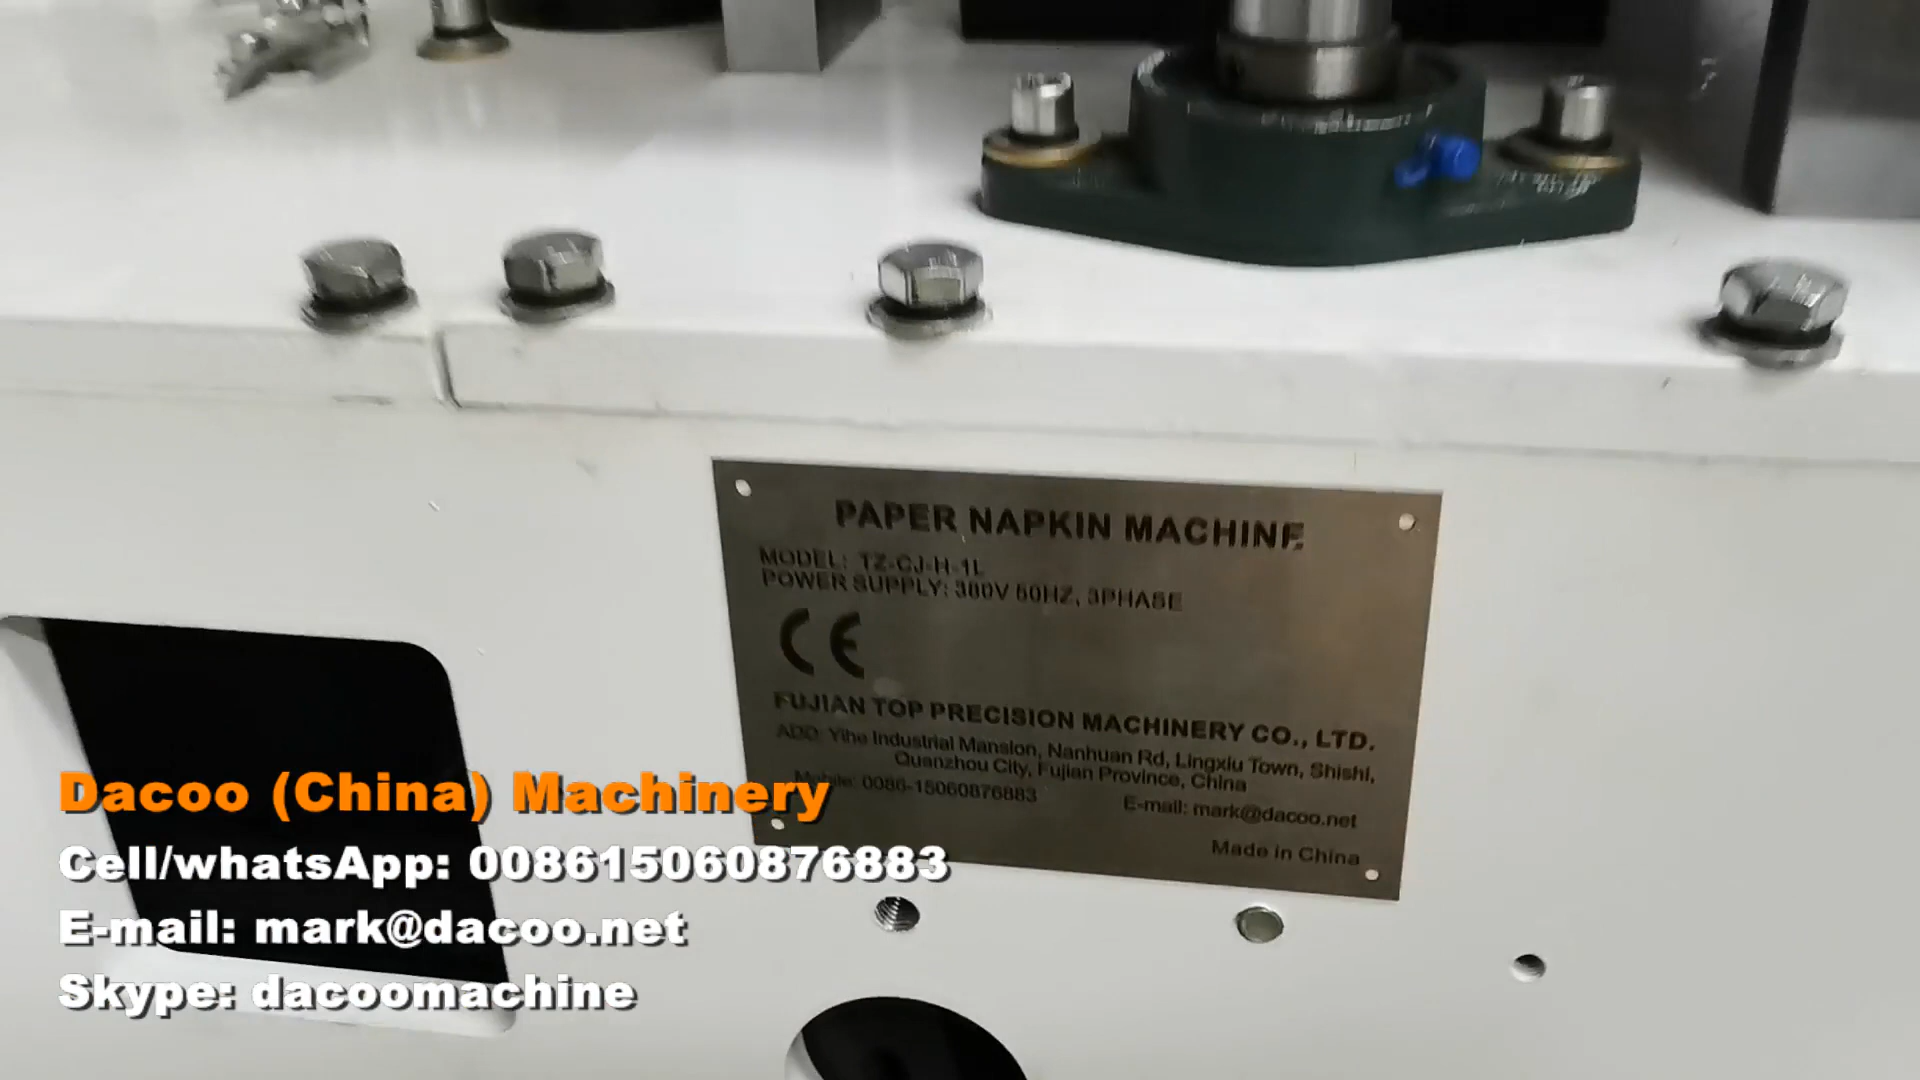 PAPER NAPKIN MACHINE
MODEL: TZ-CJ-H-1L
POWER SUPPLY: 380V 50HZ, 3PHASE
CE
FUJIAN TOP PRECISION MACHINERY CO., LTD.
ADD: Yihe Industrial Mansion, Nanhuan Rd, Lingxiu Town, Shishi,
Quanzhou City, Fujian Province, China
Mobile: 0086-15060876883 E-mail: mark@dacoo.net
Made in China
Dacoo (China) Machinery
Cell/whatsApp: 008615060876883
E-mail: mark@dacoo.net
Skype: dacoomachine